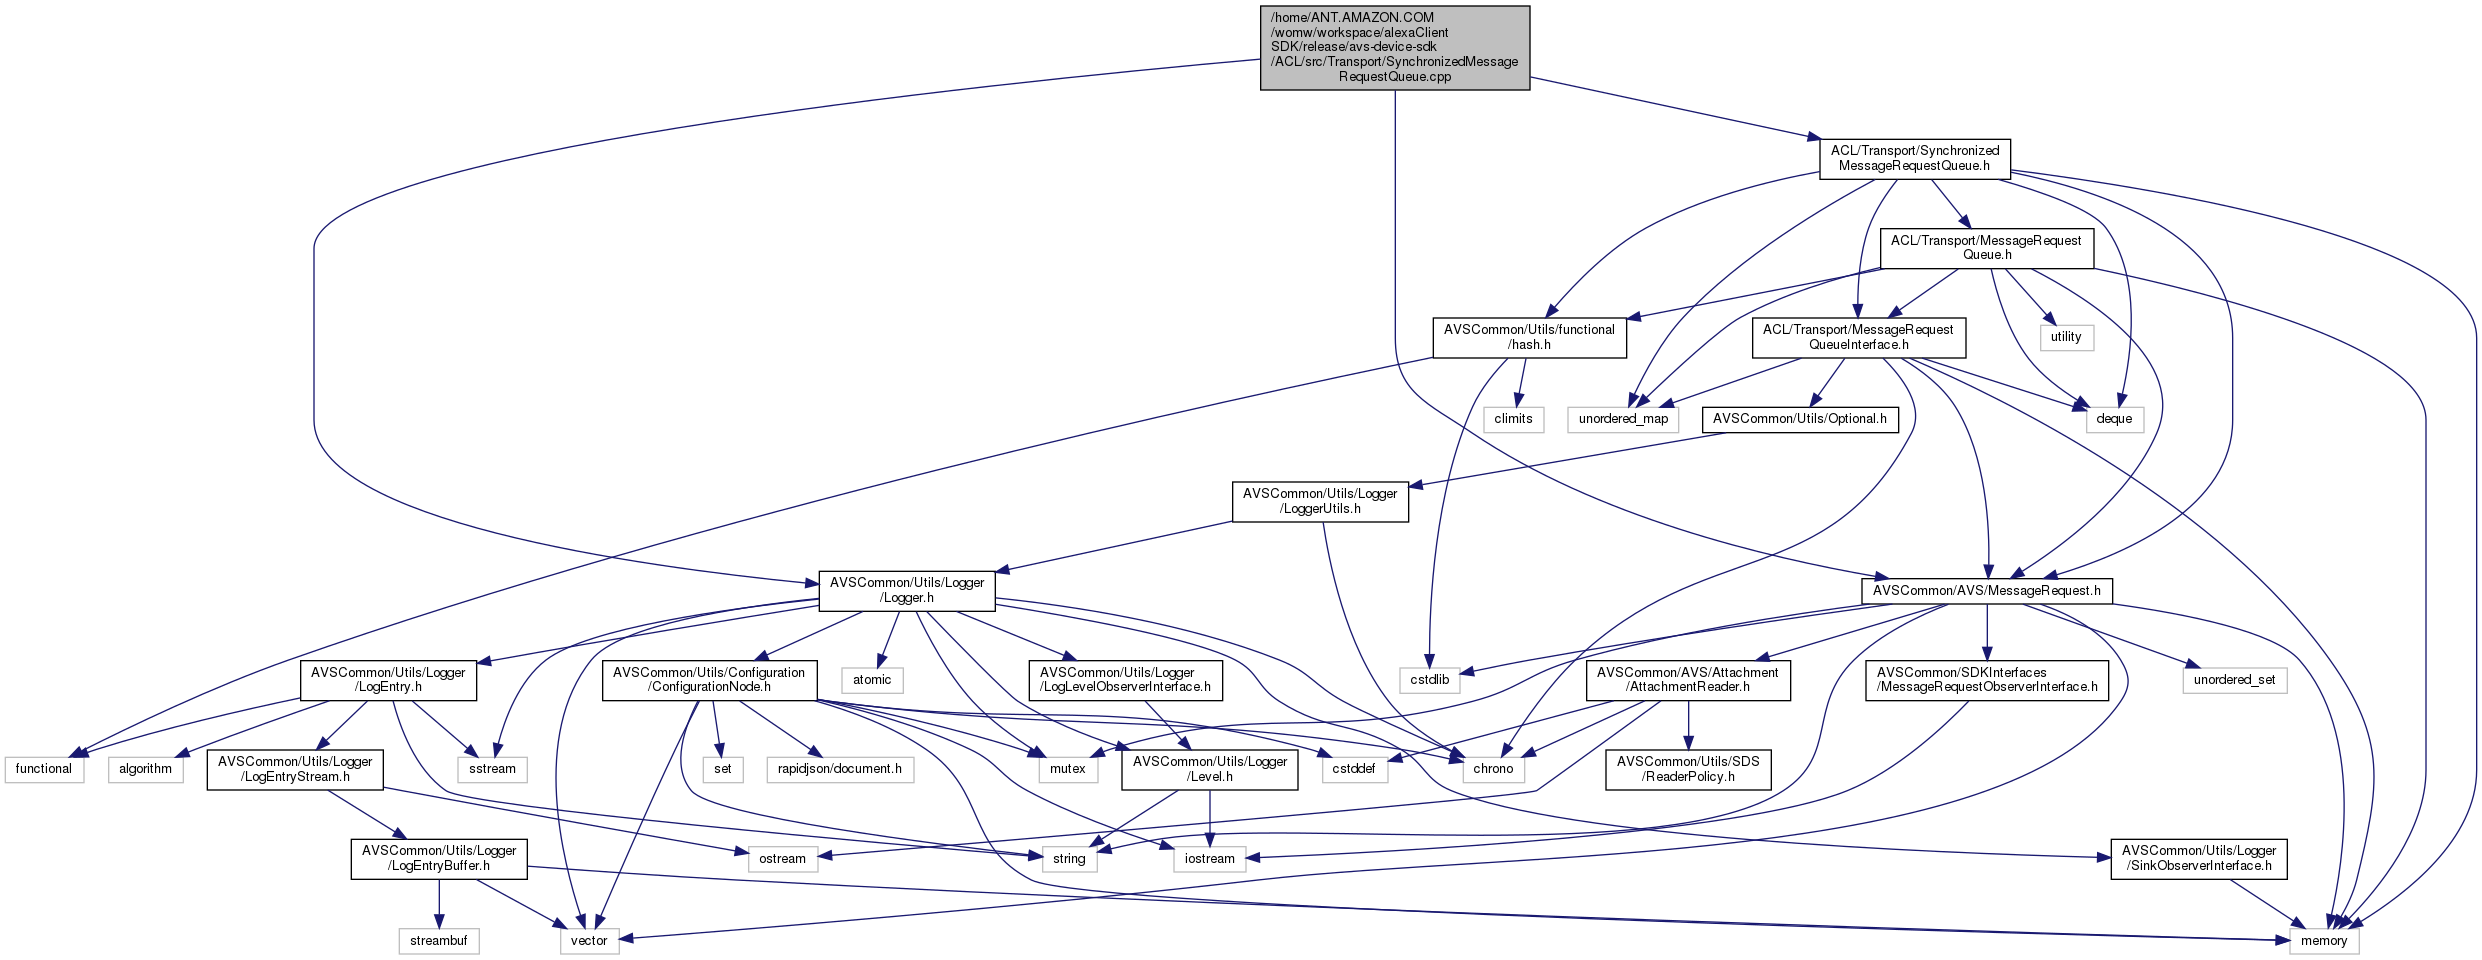 /home/ANT.AMAZON.COM
/womw/workspace/alexaClient
SDK/release/avs-device-sdk
/ACL/src/Transport/SynchronizedMessage
RequestQueue.cpp
ACL/Transport/Synchronized
MessageRequestQueue.h
ACL/Transport/MessageRequest
Queue.h
AVSCommon/Utils/functional
/hash.h
ACL/Transport/MessageRequest
QueueInterface.h
utility
climits
unordered_map
AVSCommon/Utils/Optional.h
deque
AVSCommon/Utils/Logger
/LoggerUtils.h
AVSCommon/Utils/Logger
/Logger.h
AVSCommon/AVS/MessageRequest.h
AVSCommon/Utils/Logger
/LogEntry.h
AVSCommon/Utils/Configuration
/ConfigurationNode.h
atomic
AVSCommon/Utils/Logger
/LogLevelObserverInterface.h
cstdlib
AVSCommon/AVS/Attachment
/AttachmentReader.h
AVSCommon/SDKInterfaces
/MessageRequestObserverInterface.h
unordered_set
functional
algorithm
AVSCommon/Utils/Logger
/LogEntryStream.h
sstream
set
rapidjson/document.h
mutex
AVSCommon/Utils/Logger
/Level.h
cstddef
chrono
AVSCommon/Utils/SDS
/ReaderPolicy.h
AVSCommon/Utils/Logger
/LogEntryBuffer.h
ostream
string
iostream
AVSCommon/Utils/Logger
/SinkObserverInterface.h
streambuf
vector
memory